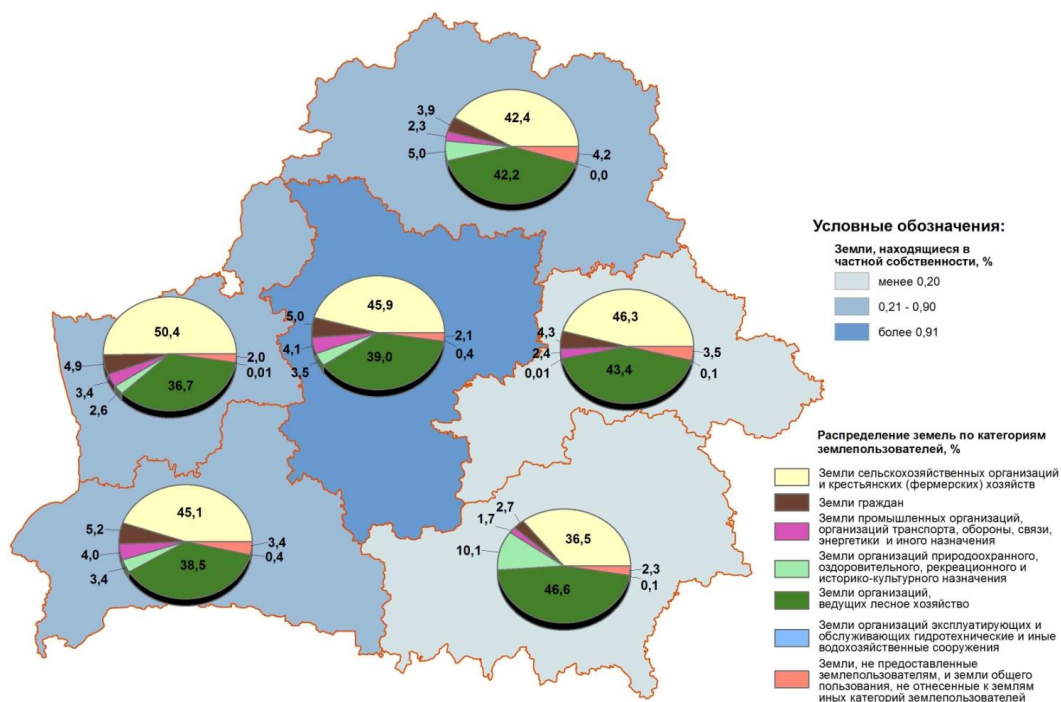 3,9
42,4
2,3
5,0
4,2
42,2
0,0
5,0
45,9
4,1
2,1
3,5
39,0
0,4
50,4
4,9
2,0
3,4
36,7
0,01
2,6
4,3
46,3
2,4
3,5
0,01
43,4
0,1
5,2
45,1
4,0
3,4
3,4
38,5
0,4
2,7
1,7
36,5
10,1
2,3
46,6
0,1
Условные обозначения:
Земли, находящиеся в
частной собственности, %
менее 0,20
0,21 - 0,90
более 0,91
Распределение земель по категориям
землепользователей, %
Земли сельскохозяйственных организаций
и крестьянских (фермерских) хозяйств
Земли граждан
Земли промышленных организаций,
организаций транспорта, обороны, связи,
энергетики и иного назначения
Земли организаций природоохранного,
оздоровительного, рекреационного и
историко-культурного назначения
Земли организаций,
ведущих лесное хозяйство
Земли организаций эксплуатирующих и
обслуживающих гидротехнические и иные
водохозяйственные сооружения
Земли, не предоставленные
землепользователям, и земли общего
пользования, не отнесенные к землям
иных категорий землепользователей